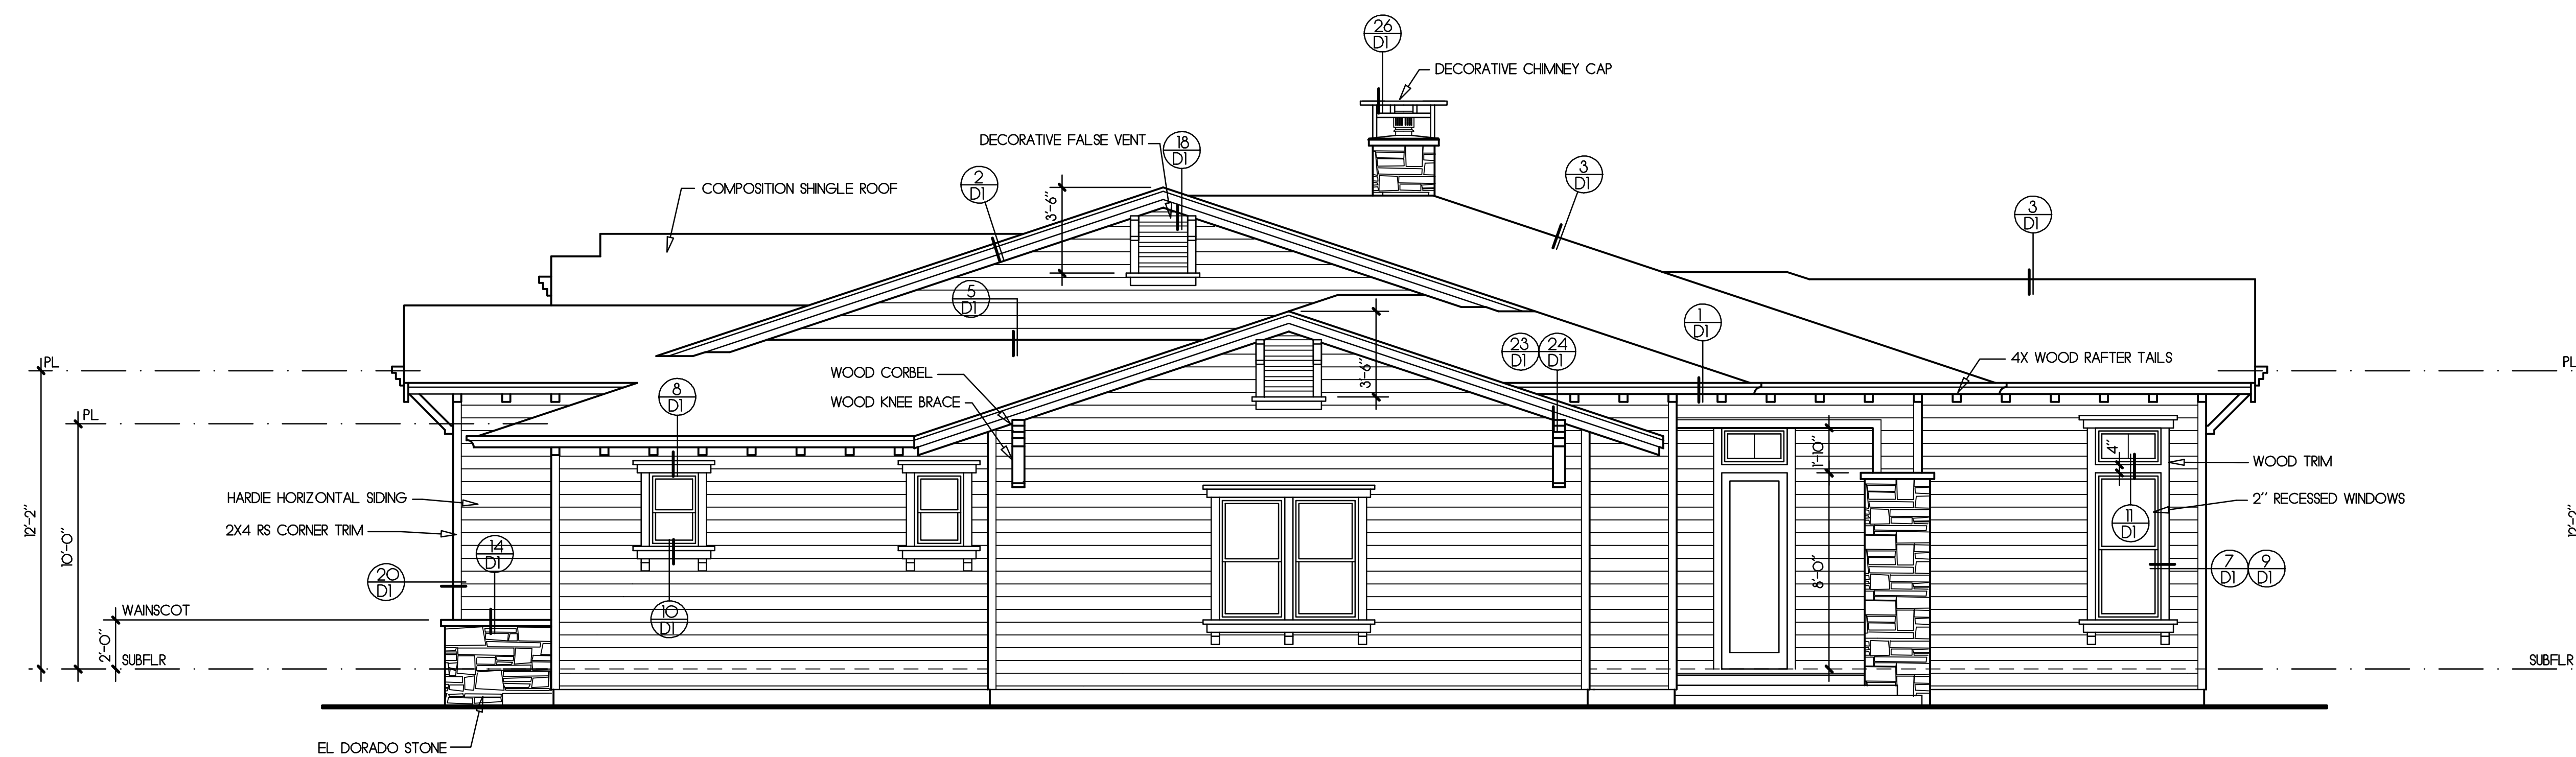 26
D1
DECORATIVE CHIMNEY CAP
DECORATIVE FALSE VENT
18
D1
2
D1
3
D1
COMPOSITION SHINGLE ROOF
3'-6"
3
D1
5
D1
1
D1
23
D1
24
D1
PL
PL
4X WOOD RAFTER TAILS
WOOD CORBEL
3'-6"
8
D1
WOOD KNEE BRACE
PL
1'-10"
4"
WOOD TRIM
HARDIE HORIZONTAL SIDING
2" RECESSED WINDOWS
12'-2"
12'-2"
2X4 RS CORNER TRIM
11
D1
10'-0"
14
D1
20
D1
8'-0"
7
D1
9
D1
WAINSCOT
10
D1
2'-0"
SUBFLR
SUBFLR
EL DORADO STONE